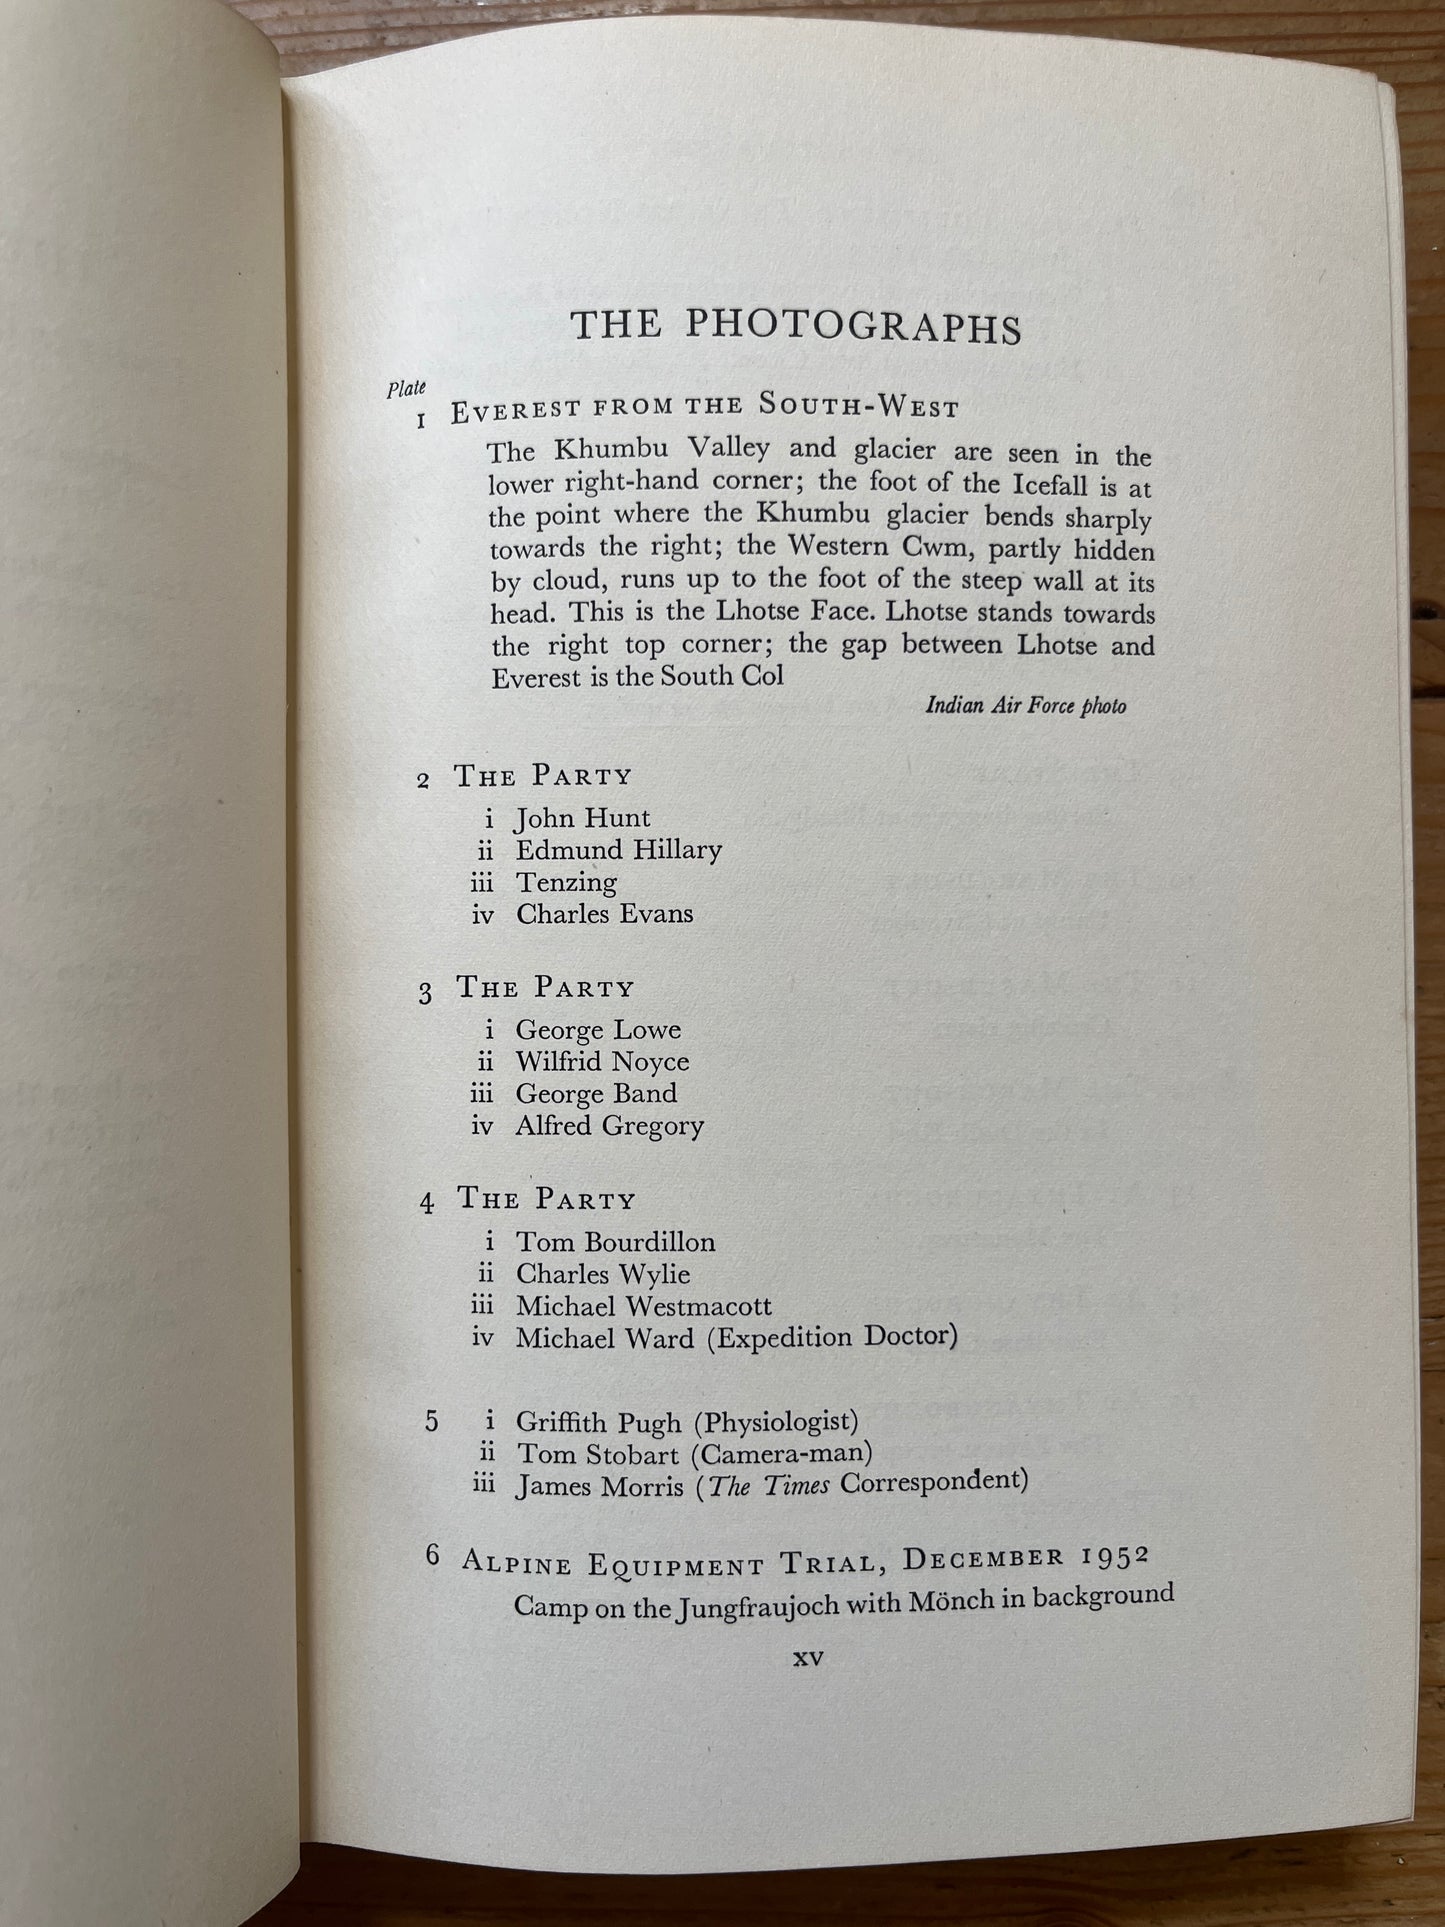 THE PHOTOGRAPHS
Plate
1 EVEREST FROM THE SOUTH-WEST
The Khumbu Valley and glacier are seen in the
lower right-hand corner; the foot of the Icefall is at
the point where the Khumbu glacier bends sharply
towards the right; the Western Cwm, partly hidden
by cloud, runs up to the foot of the steep wall at its
head. This is the Lhotse Face. Lhotse stands towards
the right top corner; the gap between Lhotse and
Everest is the South Col
Indian Air Force photo
2 THE PARTY
i John Hunt
ii Edmund Hillary
iii Tenzing
iv Charles Evans
3 THE PARTY
i George Lowe
ii Wilfrid Noyce
iii George Band
iv Alfred Gregory
4 THE PARTY
i Tom Bourdillon
ii Charles Wylie
iii Michael Westmacott
iv Michael Ward (Expedition Doctor)
5 i Griffith Pugh (Physiologist)
ii Tom Stobart (Camera-man)
iii James Morris (The Times Correspondent)
6 ALPINE EQUIPMENT TRIAL, DECEMBER 1952
Camp on the Jungfraujoch with Mönch in background
xv